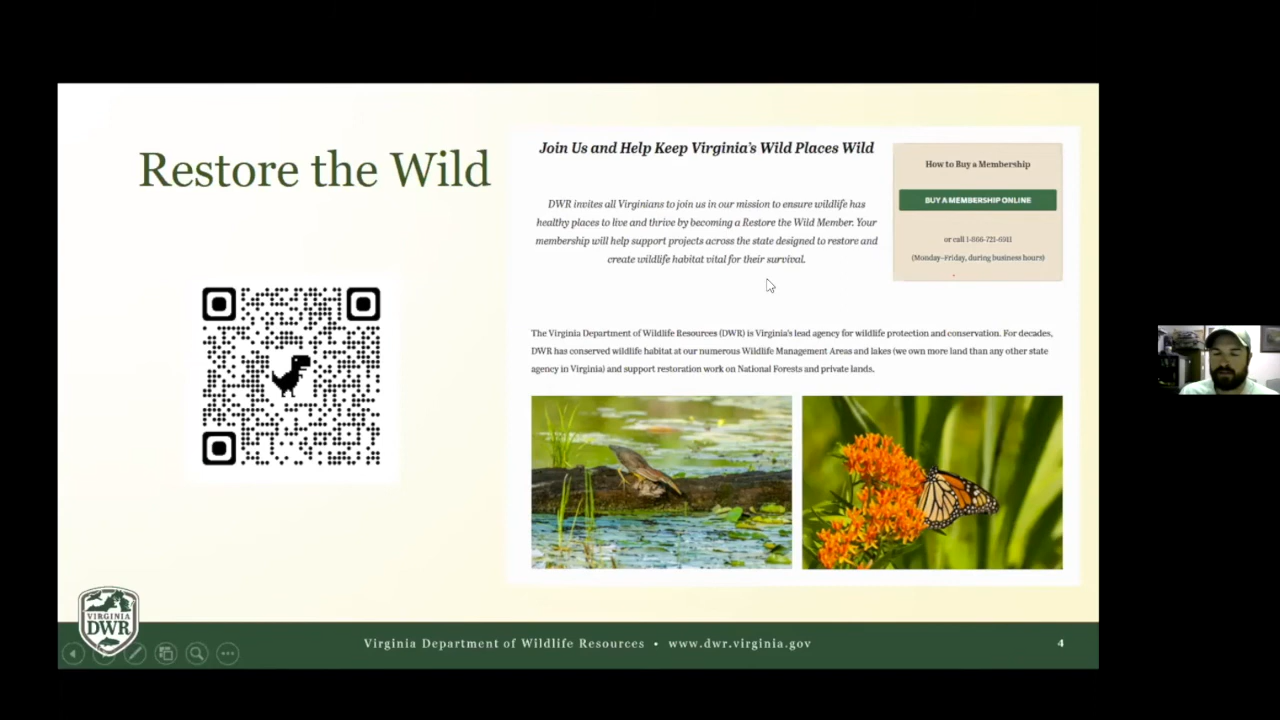 Restore the Wild
Join Us and Help Keep Virginia's Wild Places Wild
DWR invites all Virginians to join us in our mission to ensure wildlife has
healthy places to live and thrive by becoming a Restore the Wild Member. Your
membership will help support projects across the state designed to restore and
create wildlife habitat vital for their survival.
How to Buy a Membership
BUY A MEMBERSHIP ONLINE
or call 1-866-721-6911
(Monday–Friday, during business hours)
The Virginia Department of Wildlife Resources (DWR) is Virginia's lead agency for wildlife protection and conservation. For decades,
DWR has conserved wildlife habitat at our numerous Wildlife Management Areas and lakes (we own more land than any other state
agency in Virginia) and support restoration work on National Forests and private lands.
VIRGINIA
DWR
Virginia Department of Wildlife Resources • www.dwr.virginia.gov
4